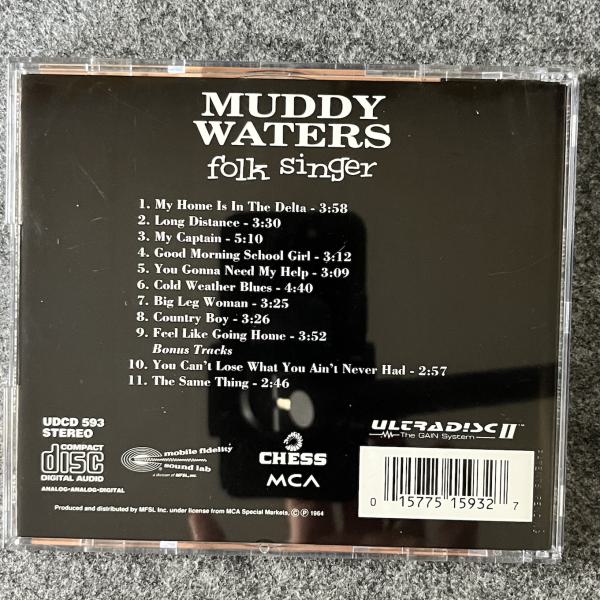 MUDDY
WATERS
folk singer
1. My Home Is In The Delta - 3:58
2. Long Distance - 3:30
3. My Captain - 5:10
4. Good Morning School Girl - 3:12
5. You Gonna Need My Help - 3:09
6. Cold Weather Blues - 4:40
7. Big Leg Woman - 3:25
8. Country Boy - 3:26
9. Feel Like Going Home - 3:52
Bonus Tracks
10. You Can't Lose What You Ain't Never Had - 2:57
11. The Same Thing - 2:46
UDCD 593
STEREO
COMPACT
disc
DIGITAL AUDIO
ANALOG-ANALOG-DIGITAL
mobile fidelity
sound lab
a division of MFSL, INC.
CHESS
MCA
ULTRADISC II™
The GAIN System
0 15775 15932 7
Produced and distributed by MFSL Inc. under license from MCA Special Markets, Ⓒ Ⓟ 1964